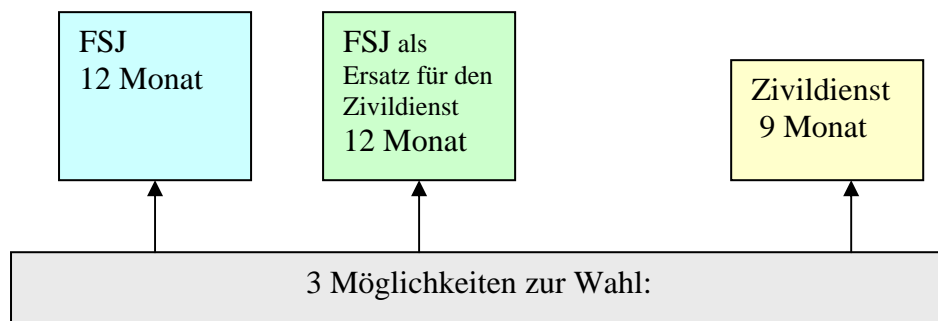 FSJ
12 Monat
FSJ als
Ersatz für den
Zivildienst
12 Monat
Zivildienst
9 Monat
3 Möglichkeiten zur Wahl: